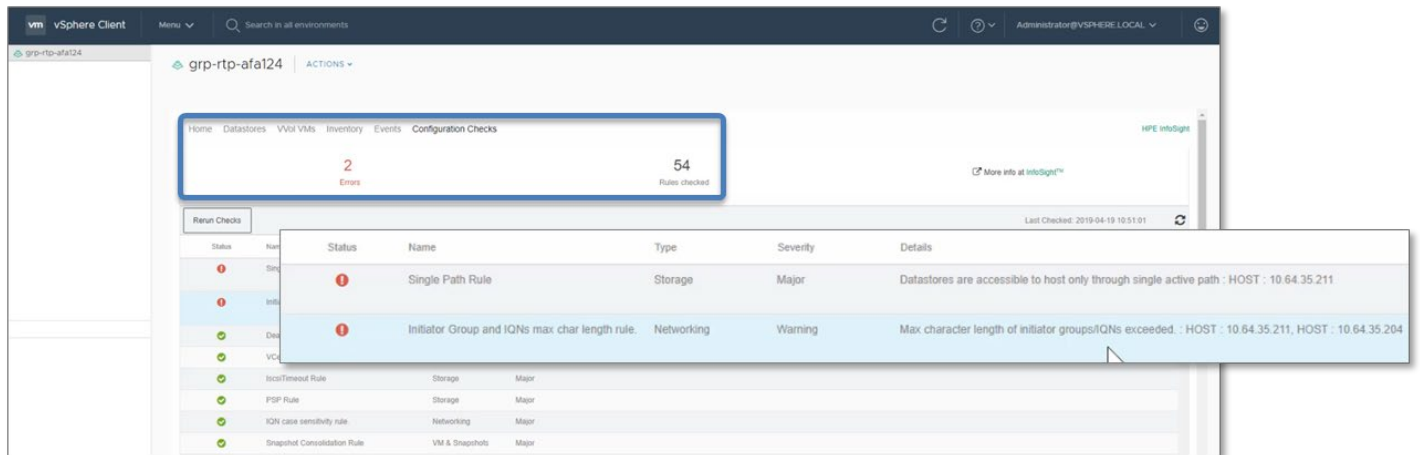 vm vSphere Client Menu Search in all environments Administrator@VSPHERE.LOCAL
grp-rtp-afa124
grp-rtp-afa124 ACTIONS
Home Datastores VVol VMs Inventory Events Configuration Checks HPE InfoSight
2 54
Errors Rules checked More info at InfoSight™
Rerun Checks Last Checked: 2019-04-19 10:51:01
Status
Status Name Type Severity Details
Single Path Rule Storage Major Datastores are accessible to host only through single active path : HOST : 10.64.35.211
Initiator Group and IQNs max char length rule. Networking Warning Max character length of initiator groups/IQNs exceeded. : HOST : 10.64.35.211, HOST : 10.64.35.204
IscsiTimeout Rule Storage Major
PSP Rule Storage Major
IQN case sensitivity rule Networking Major
Snapshot Consolidation Rule VM & Snapshots Major